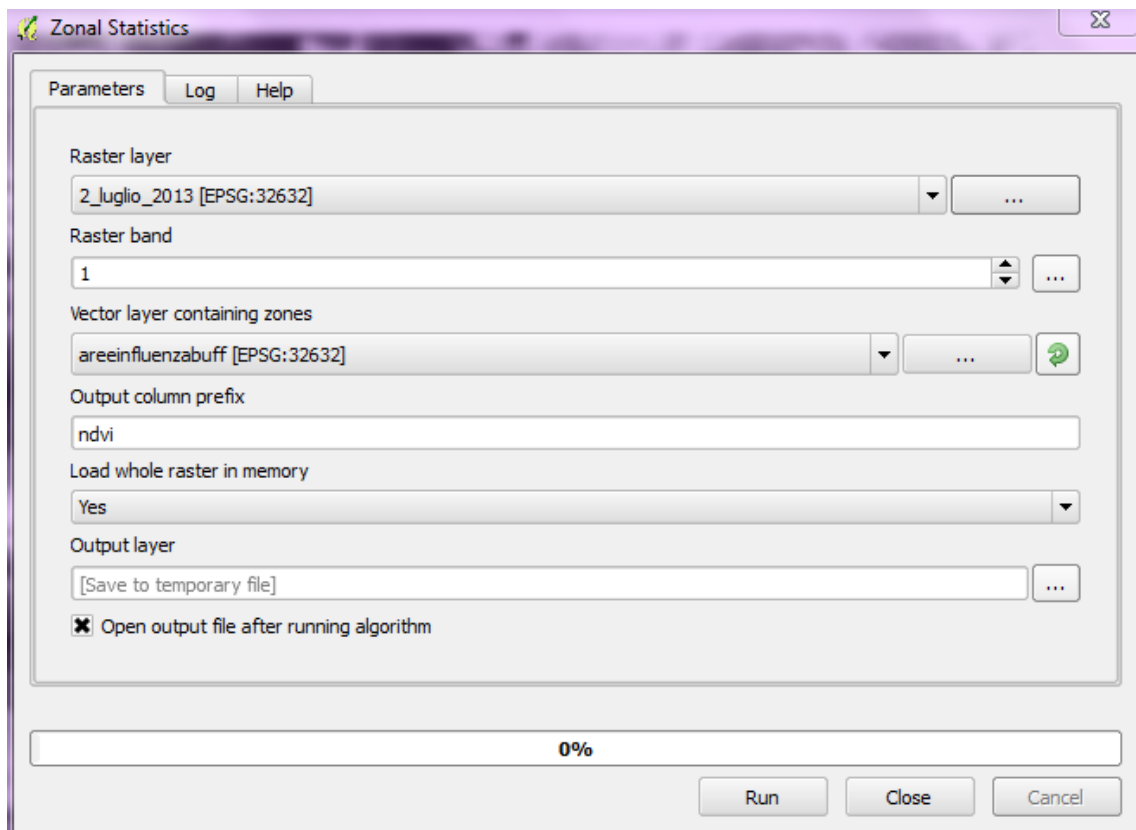 Zonal Statistics
Parameters Log Help
Raster layer
2_luglio_2013 [EPSG:32632]
...
Raster band
1
...
Vector layer containing zones
areeinfluenzabuff [EPSG:32632]
...
Output column prefix
ndvi
Load whole raster in memory
Yes
Output layer
[Save to temporary file]
...
Open output file after running algorithm
0%
Run Close Cancel